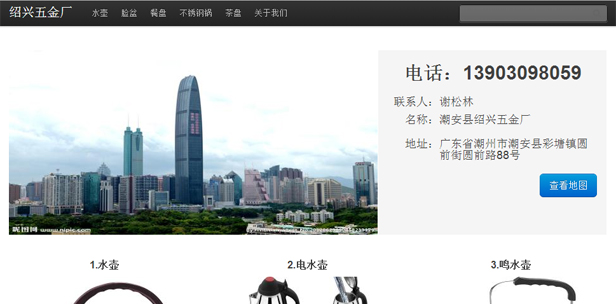 绍兴五金厂 水壶 脸盆 餐盘 不锈钢锅 茶盘 关于我们
电话：13903098059
联系人：谢松林
名称：潮安县绍兴五金厂
地址：广东省潮州市潮安县彩塘镇圆
前街圆前路88号
查看地图
昵图网 www.nipic.com
1.水壶 2.电水壶 3.鸣水壶